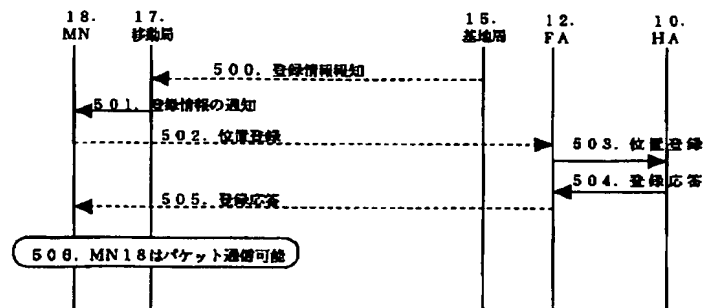 18.
MN
17.
移動局
15.
基地局
12.
FA
10.
HA
500. 登録情報報知
501. 登録情報の通知
502. 位置登録
503. 位置登録
504. 登録応答
505. 登録応答
506. MN18はパケット通信可能